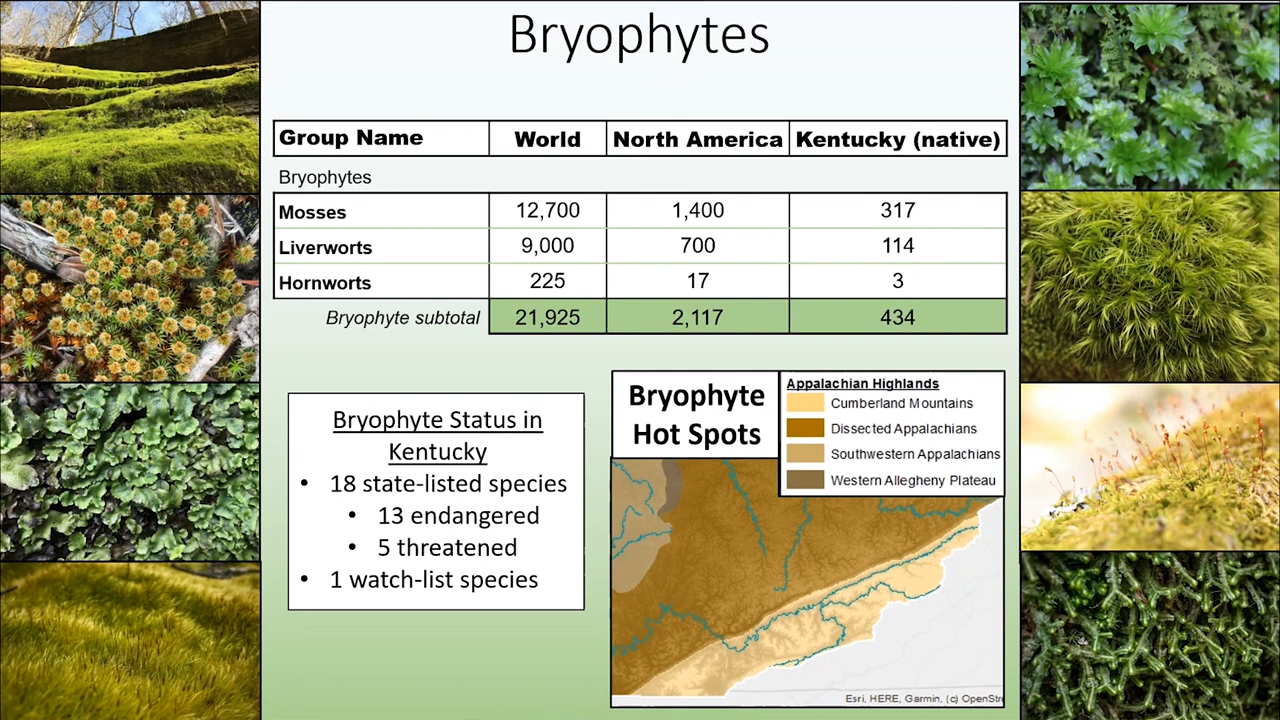 Bryophytes
Group Name World North America Kentucky (native)
Bryophytes
Mosses 12,700 1,400 317
Liverworts 9,000 700 114
Hornworts 225 17 3
Bryophyte subtotal 21,925 2,117 434
Bryophyte Status in
Kentucky
• 18 state-listed species
• 13 endangered
• 5 threatened
• 1 watch-list species
Bryophyte
Hot Spots
Appalachian Highlands
Cumberland Mountains
Dissected Appalachians
Southwestern Appalachians
Western Allegheny Plateau
Esri, HERE, Garmin, (c) OpenStre